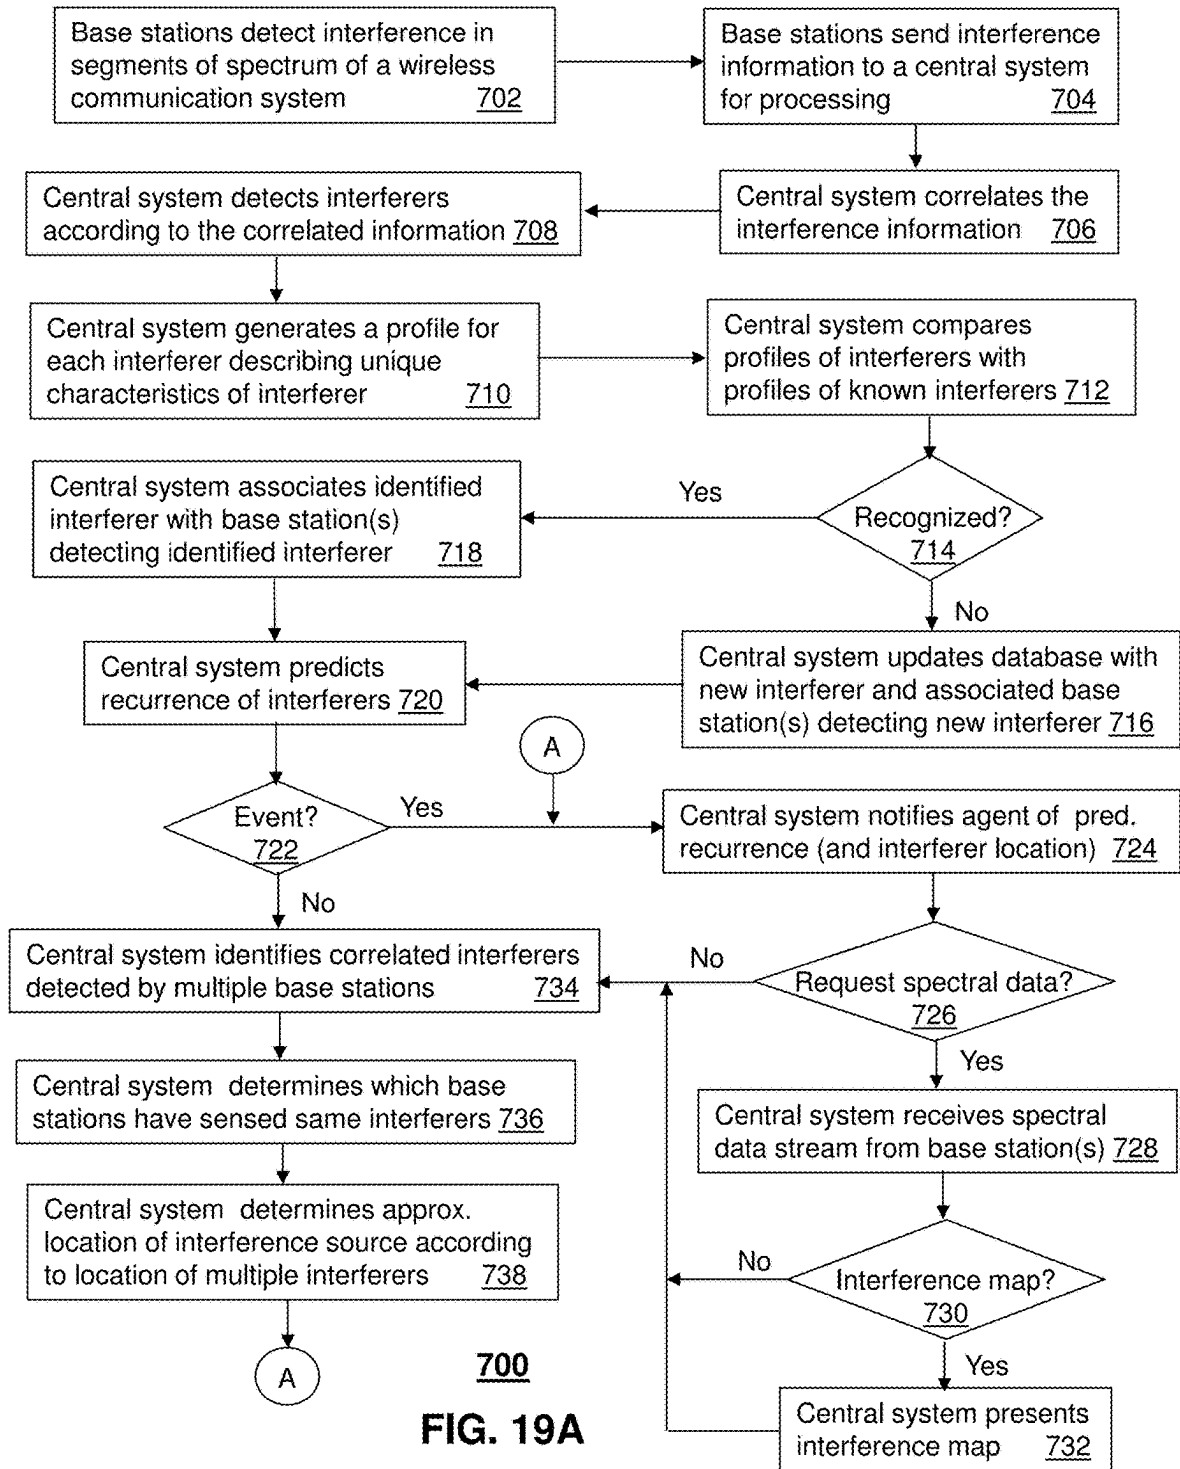 Base stations detect interference in
segments of spectrum of a wireless
communication system 702
Base stations send interference
information to a central system
for processing 704
Central system correlates the
interference information 706
Central system detects interferers
according to the correlated information 708
Central system generates a profile for
each interferer describing unique
characteristics of interferer 710
Central system compares
profiles of interferers with
profiles of known interferers 712
Recognized?
714
Yes
No
Central system associates identified
interferer with base station(s)
detecting identified interferer 718
Central system updates database with
new interferer and associated base
station(s) detecting new interferer 716
Central system predicts
recurrence of interferers 720
A
Event?
722
Yes
No
Central system notifies agent of pred.
recurrence (and interferer location) 724
Request spectral data?
726
No
Yes
Central system identifies correlated interferers
detected by multiple base stations 734
Central system determines which base
stations have sensed same interferers 736
Central system receives spectral
data stream from base station(s) 728
Central system determines approx.
location of interference source according
to location of multiple interferers 738
Interference map?
730
No
Yes
A
Central system presents
interference map 732
700
FIG. 19A